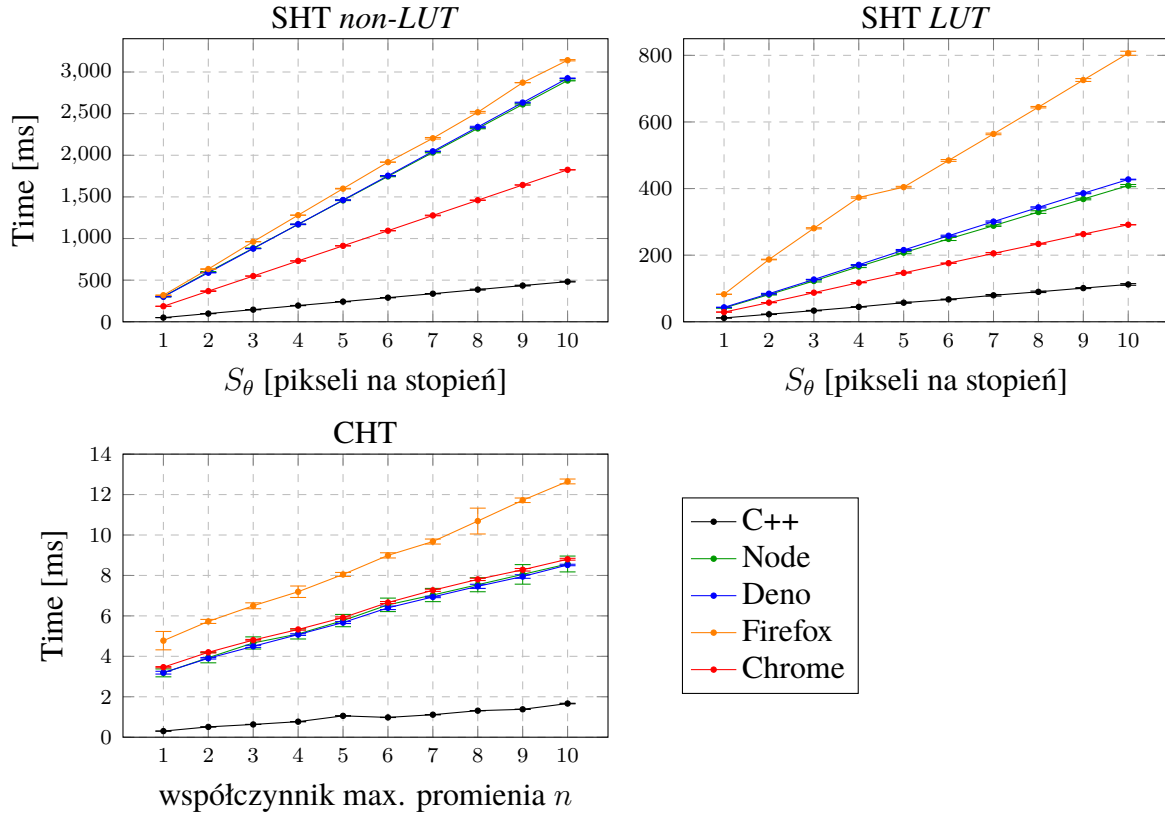 SHT non-LUT
SHT LUT
3,000
2,500
2,000
1,500
1,000
500
0
Time [ms]
1 2 3 4 5 6 7 8 9 10
S_θ [pikseli na stopień]
800
600
400
200
0
1 2 3 4 5 6 7 8 9 10
S_θ [pikseli na stopień]
CHT
14
12
10
8
6
4
2
0
Time [ms]
1 2 3 4 5 6 7 8 9 10
współczynnik max. promienia n
C++
Node
Deno
Firefox
Chrome